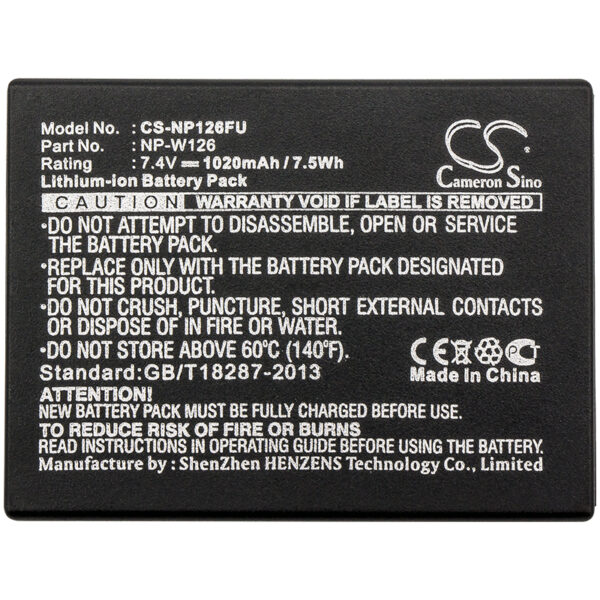 Model No. : CS-NP126FU
Part No. : NP-W126
Rating : 7.4V⎓1020mAh / 7.5Wh
Lithium-ion Battery Pack
CS
Cameron Sino
CAUTION WARRANTY VOID IF LABEL IS REMOVED
•DO NOT ATTEMPT TO DISASSEMBLE, OPEN OR SERVICE
THE BATTERY PACK.
•REPLACE ONLY WITH THE BATTERY PACK DESIGNATED
FOR THIS PRODUCT.
•DO NOT CRUSH, PUNCTURE, SHORT EXTERNAL CONTACTS
OR DISPOSE OF IN FIRE OR WATER.
•DO NOT STORE ABOVE 60°C (140°F).
Standard:GB/T18287-2013
CE PC
Made In China
ATTENTION!
NEW BATTERY PACK MUST BE FULLY CHARGED BEFORE USE.
TO REDUCE RISK OF FIRE OR BURNS
READ INSTRUCTIONS IN OPERATING GUIDE BEFORE USING THE BATTERY.
Manufacture by : ShenZhen HENZENS Technology Co., Limited